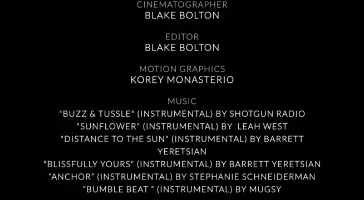 CINEMATOGRAPHER
BLAKE BOLTON
EDITOR
BLAKE BOLTON
MOTION GRAPHICS
KOREY MONASTERIO
MUSIC
"BUZZ & TUSSLE" (INSTRUMENTAL) BY SHOTGUN RADIO
"SUNFLOWER" (INSTRUMENTAL) BY LEAH WEST
"DISTANCE TO THE SUN" (INSTRUMENTAL) BY BARRETT
YERETSIAN
"BLISSFULLY YOURS" (INSTRUMENTAL) BY BARRETT YERETSIAN
"ANCHOR" (INSTRUMENTAL) BY STEPHANIE SCHNEIDERMAN
"BUMBLE BEAT " (INSTRUMENTAL) BY MUGSY